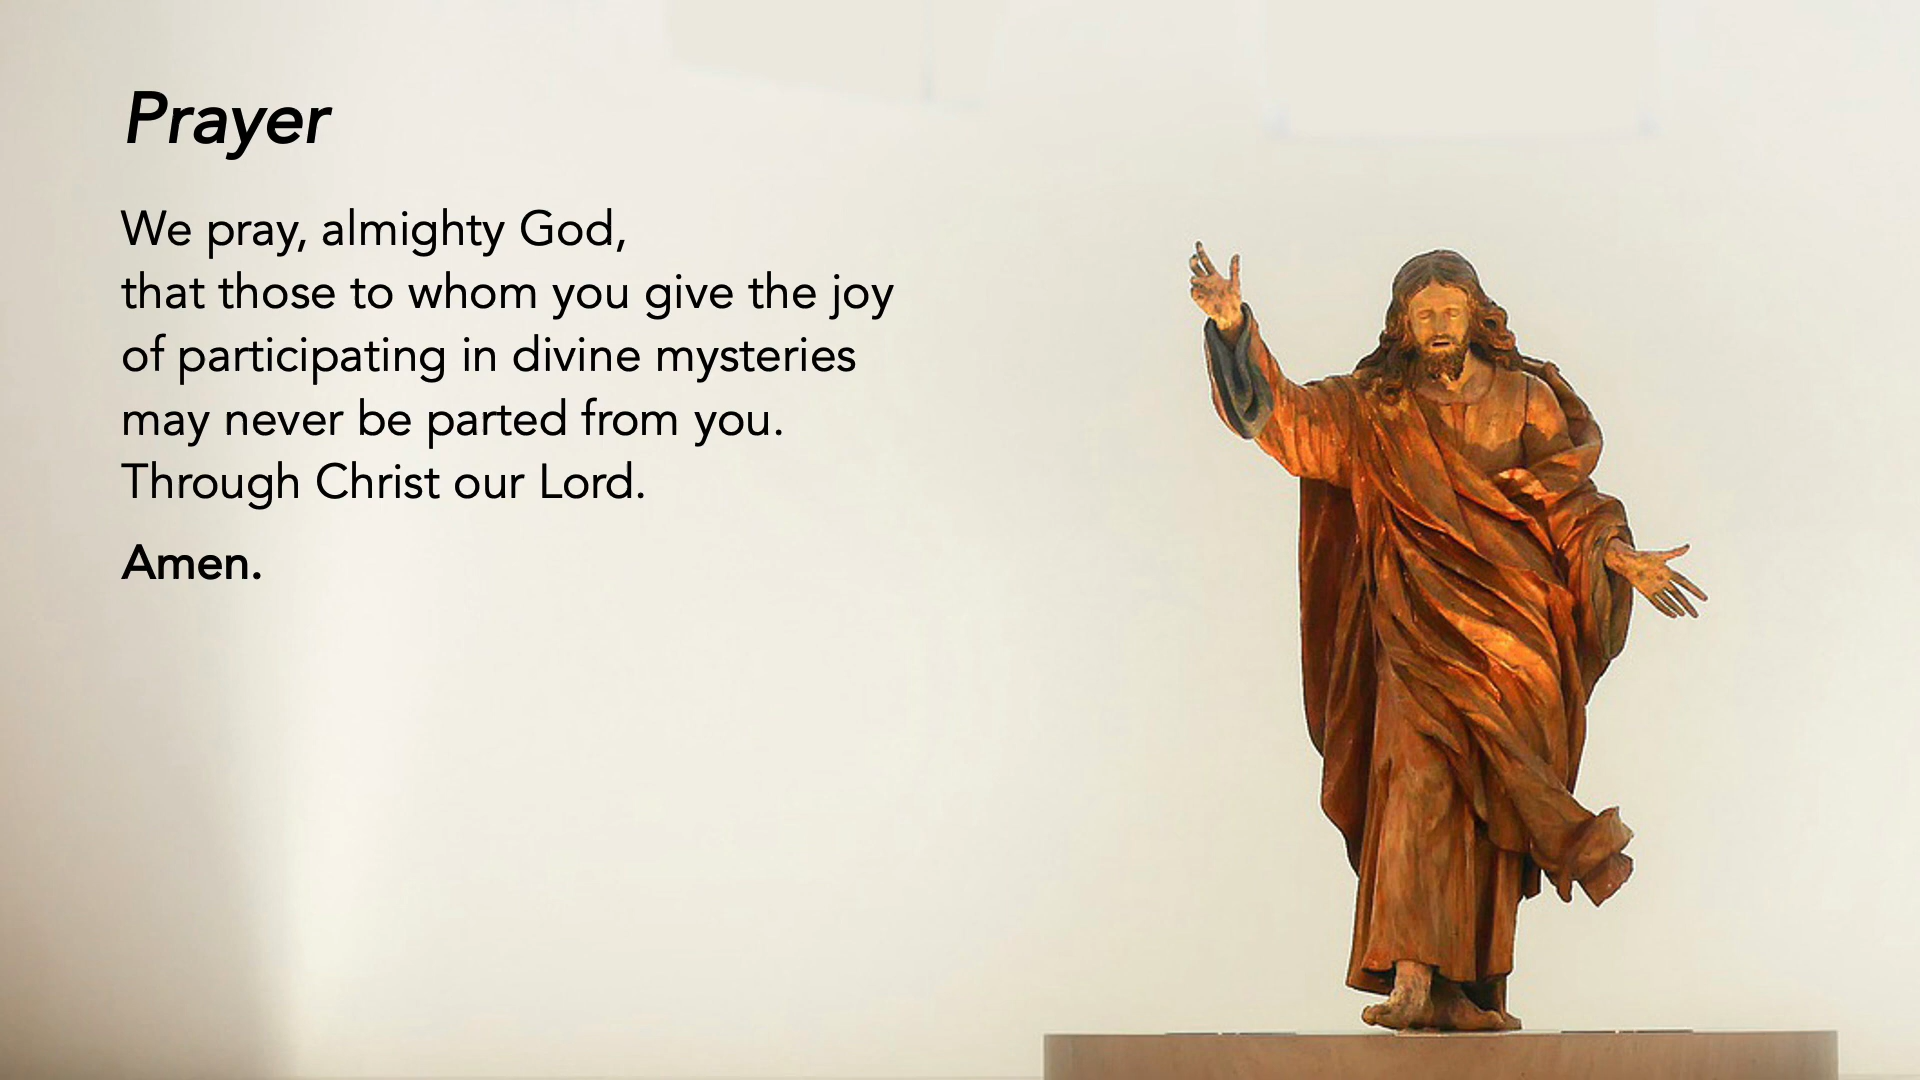 Prayer
We pray, almighty God,
that those to whom you give the joy
of participating in divine mysteries
may never be parted from you.
Through Christ our Lord.
Amen.